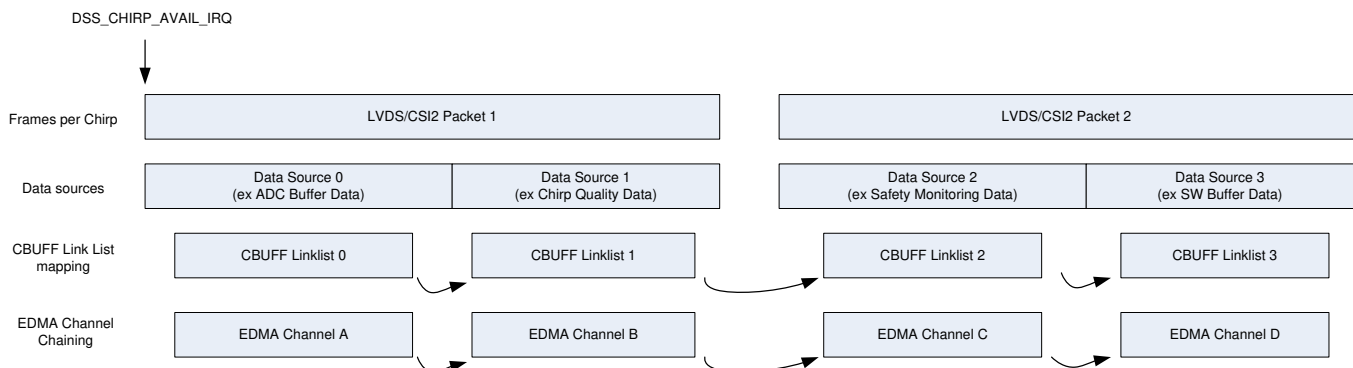 DSS_CHIRP_AVAIL_IRQ
Frames per Chirp
LVDS/CSI2 Packet 1
LVDS/CSI2 Packet 2
Data sources
Data Source 0
(ex ADC Buffer Data)
Data Source 1
(ex Chirp Quality Data)
Data Source 2
(ex Safety Monitoring Data)
Data Source 3
(ex SW Buffer Data)
CBUFF Link List
mapping
CBUFF Linklist 0
CBUFF Linklist 1
CBUFF Linklist 2
CBUFF Linklist 3
EDMA Channel
Chaining
EDMA Channel A
EDMA Channel B
EDMA Channel C
EDMA Channel D